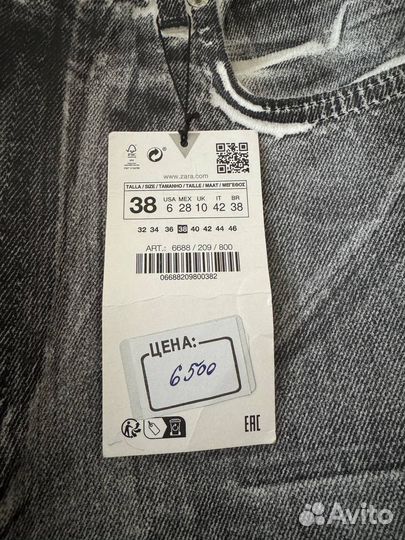 www.zara.com
TALLA / SIZE / TAMANHO / TAILLE / MAAT / ΜΕΓΕΘΟΣ
38
USA MEX UK IT BR
6 28 10 42 38
32 34 36 38 40 42 44 46
ART.: 6688 / 209 / 800
06688209800382
ЦЕНА:
6500
EAC
Avito